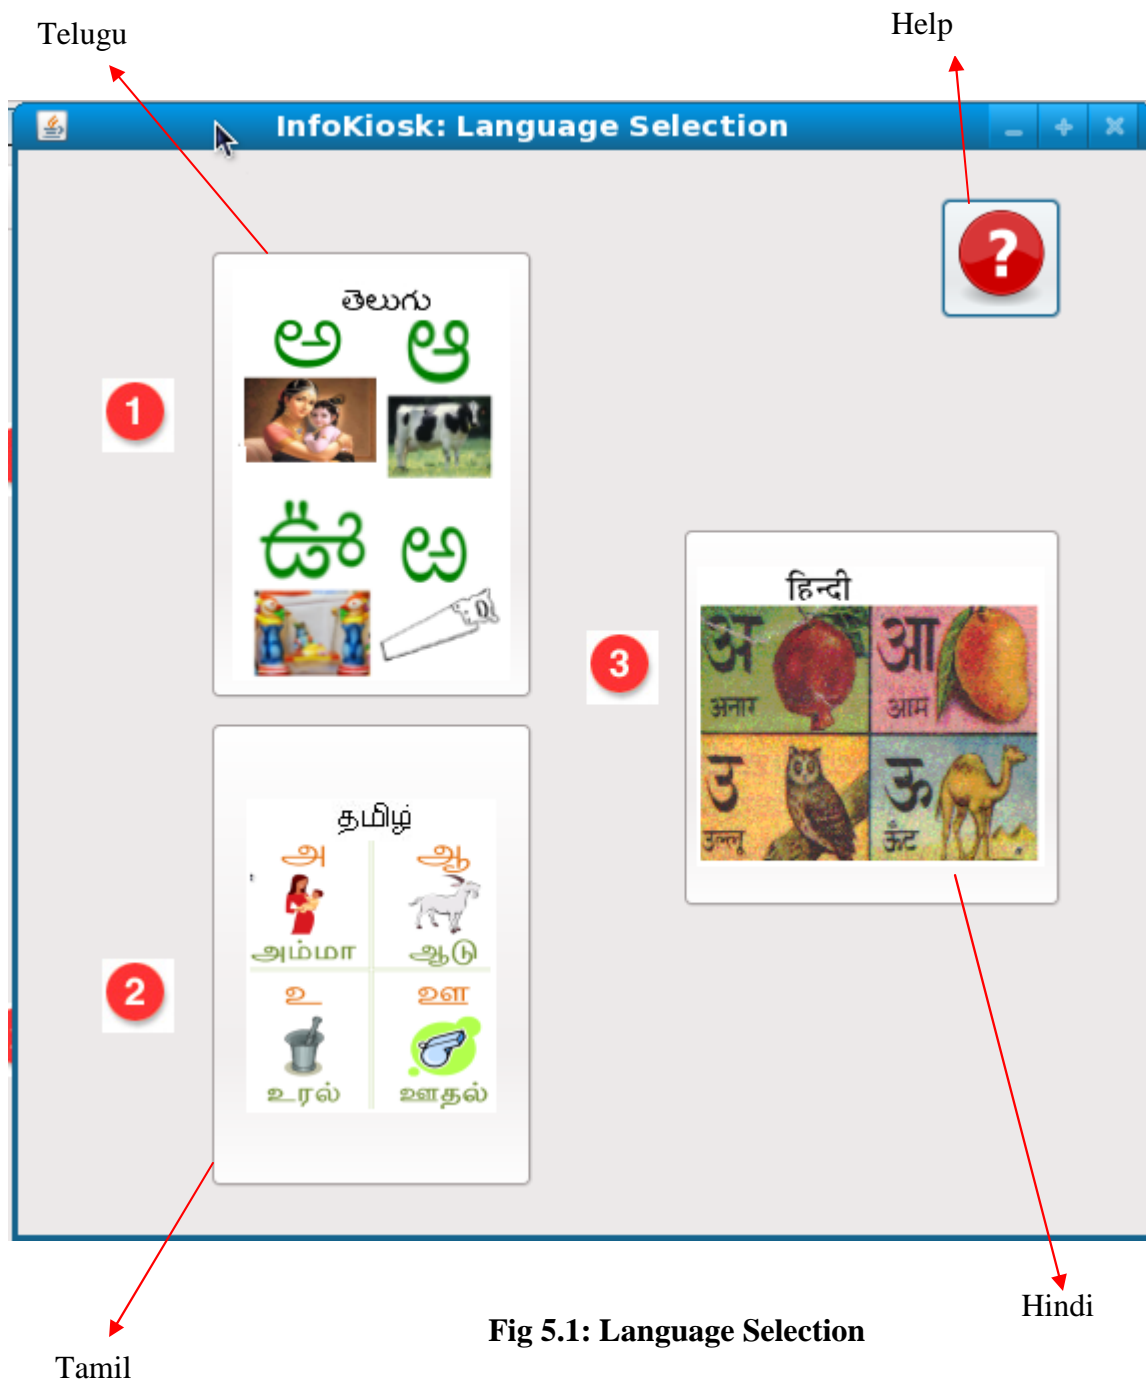 Telugu
Help
InfoKiosk: Language Selection
?
తెలుగు
అ ఆ
1
ఊ ఱ
3
हिन्दी
अ आ
अनार आम
उ ऊ
उल्लू ऊँट
தமிழ்
அ ஆ
அம்மா ஆடு
2
உ ஊ
உரல் ஊதல்
Hindi
Fig 5.1: Language Selection
Tamil